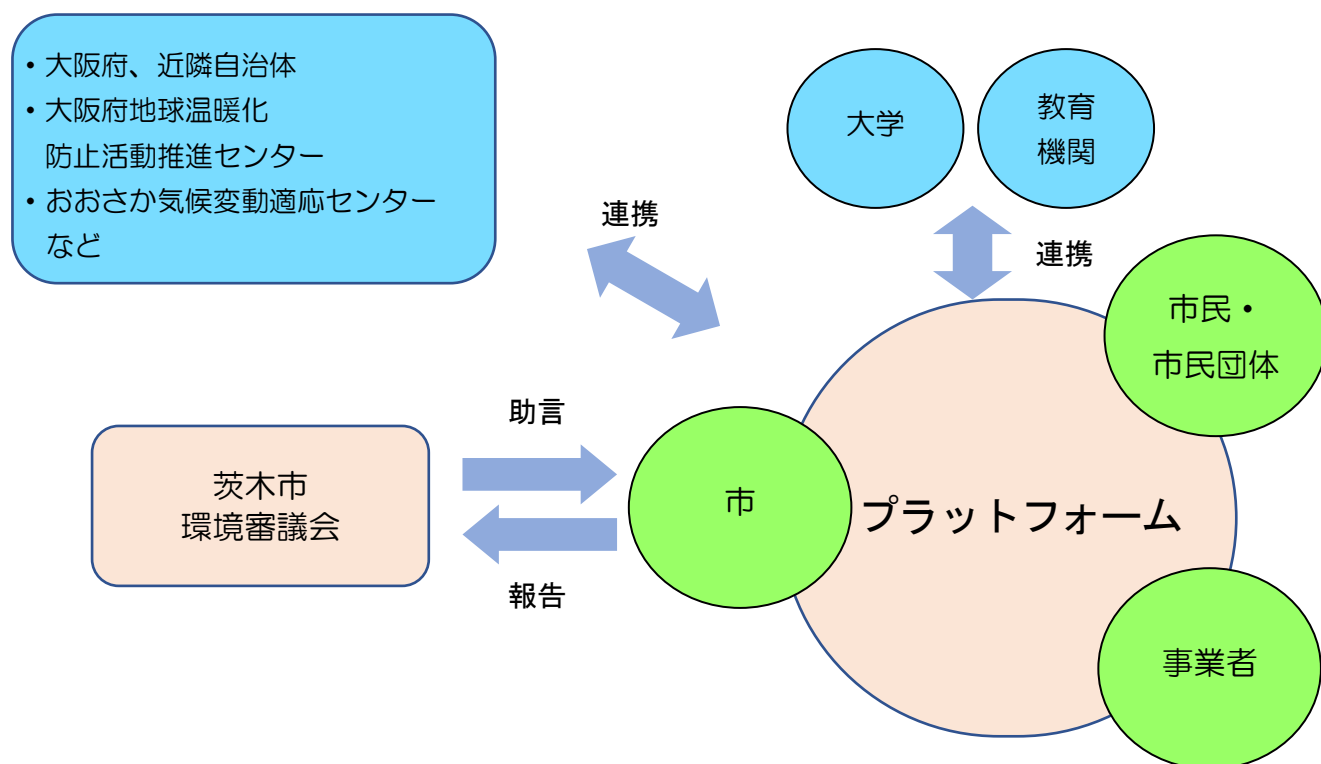 ・大阪府、近隣自治体
・大阪府地球温暖化
防止活動推進センター
・おおさか気候変動適応センター
など
大学
教育
機関
連携
連携
市民・
市民団体
助言
茨木市
環境審議会
市
プラットフォーム
報告
事業者